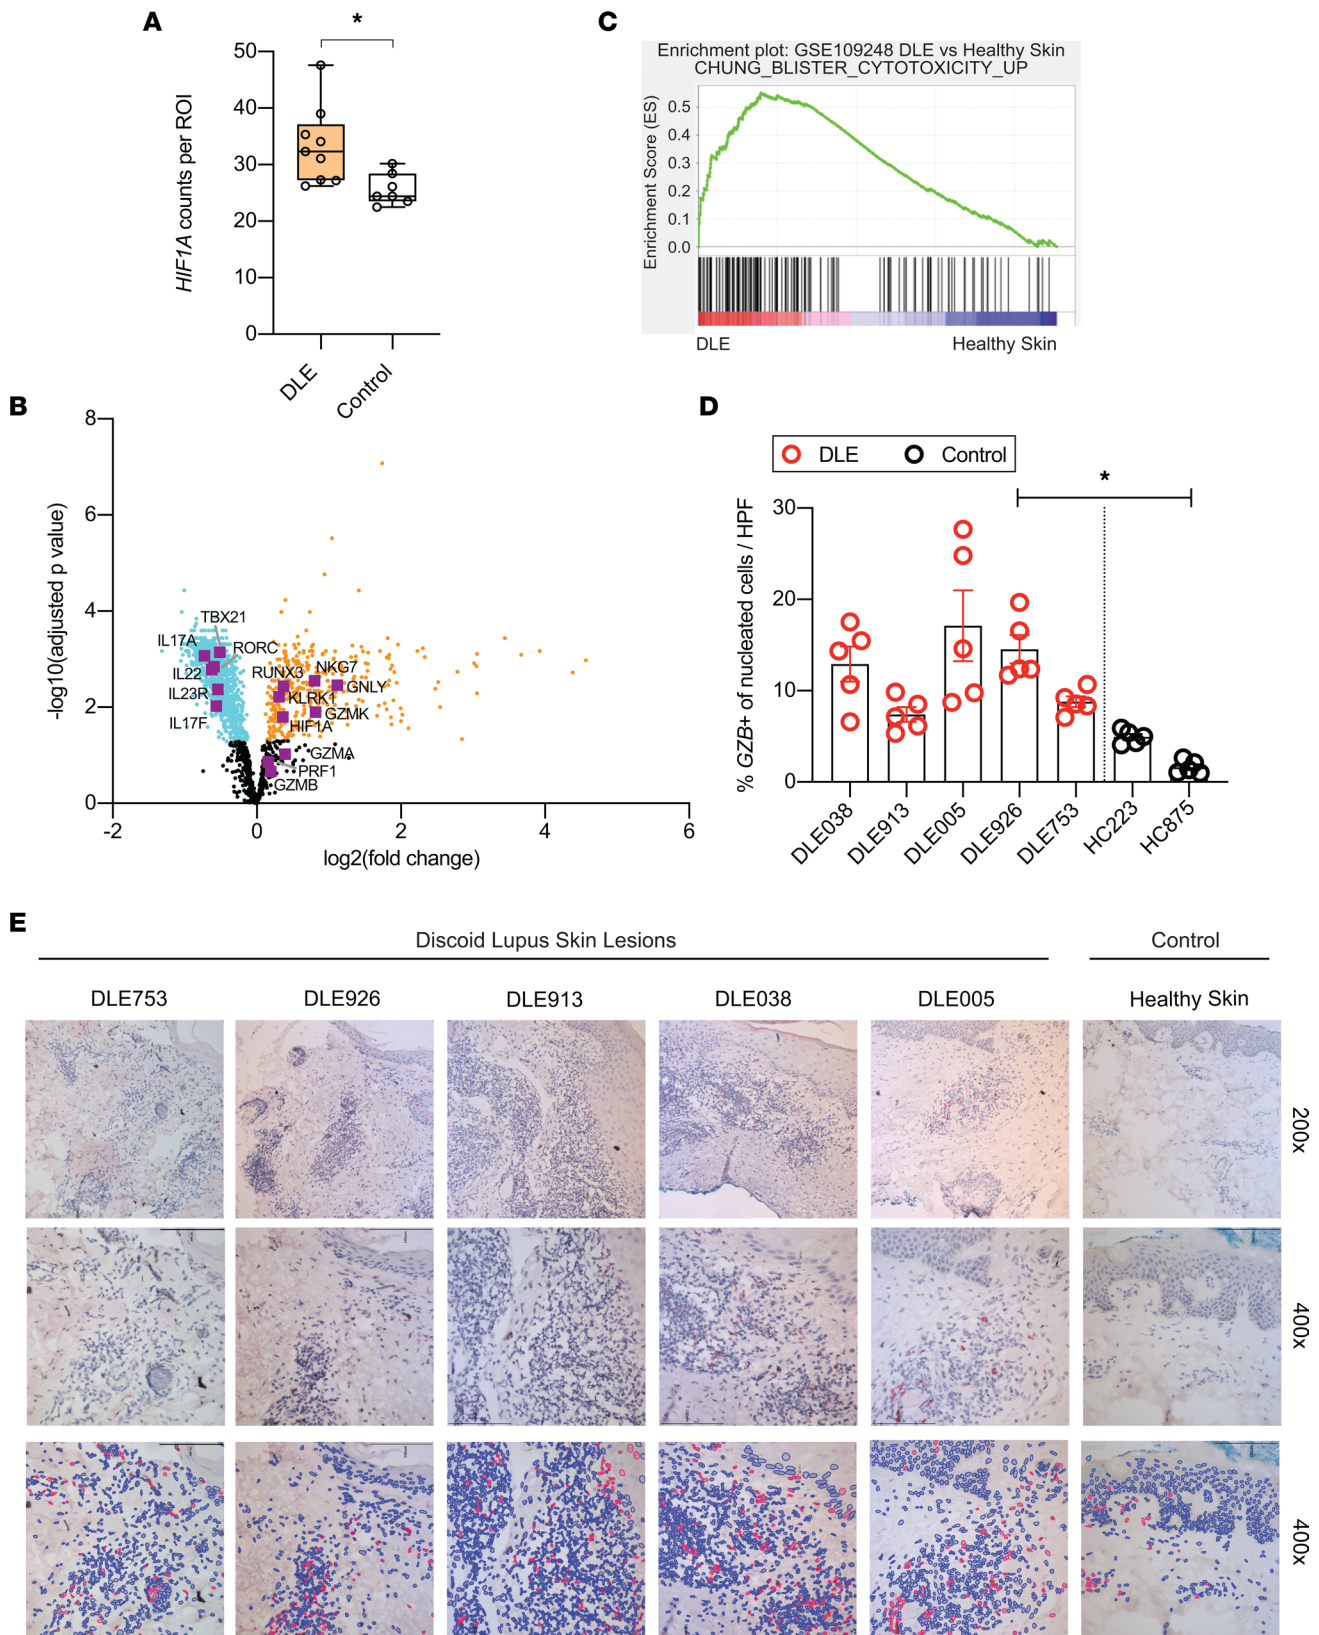 A
*
50
40
30
20
10
0
HIF1A counts per ROI
DLE
Control
C
Enrichment plot: GSE109248 DLE vs Healthy Skin
CHUNG_BLISTER_CYTOTOXICITY_UP
Enrichment Score (ES)
0.5
0.4
0.3
0.2
0.1
0.0
DLE
Healthy Skin
B
8
6
4
2
0
-log10(adjusted p value)
TBX21
IL17A
RORC
IL22
IL23R
IL17F
RUNX3
NKG7
GNLY
KLRK1
GZMK
HIF1A
GZMA
PRF1
GZMB
-2
0
2
4
6
log2(fold change)
D
DLE
Control
*
30
20
10
0
% GZB+ of nucleated cells / HPF
DLE038
DLE913
DLE005
DLE926
DLE753
HC223
HC875
E
Discoid Lupus Skin Lesions
Control
DLE753
DLE926
DLE913
DLE038
DLE005
Healthy Skin
200x
400x
400x